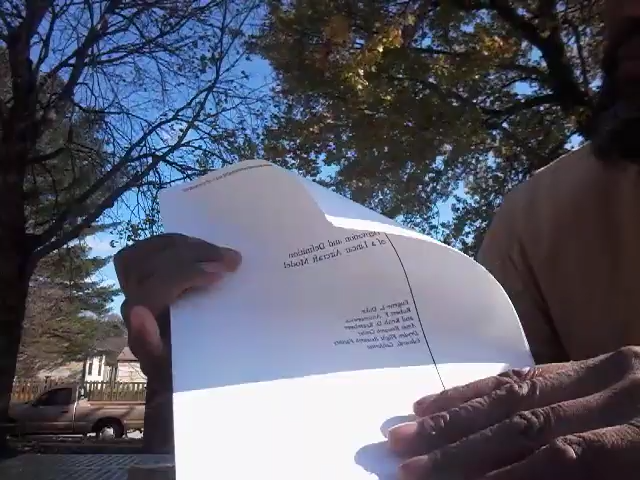 and Definition
of a Linear Aircraft Model
Eugene L. Duke
Robert F. Antoniewicz
and Keith D. Krambeer
Ames Research Center
Dryden Flight Research Facility
Edwards, California